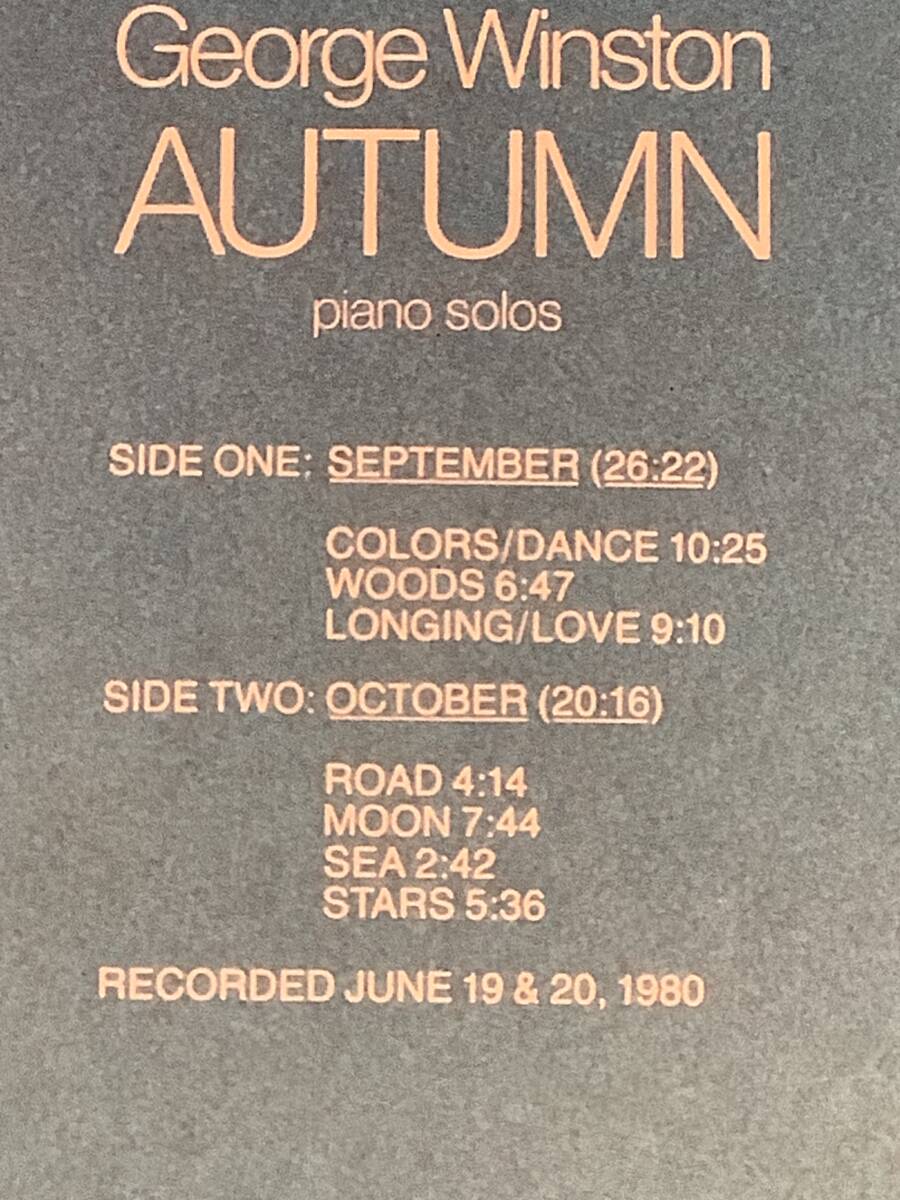 George Winston
AUTUMN
piano solos
SIDE ONE: SEPTEMBER (26:22)
COLORS/DANCE 10:25
WOODS 6:47
LONGING/LOVE 9:10
SIDE TWO: OCTOBER (20:16)
ROAD 4:14
MOON 7:44
SEA 2:42
STARS 5:36
RECORDED JUNE 19 & 20, 1980